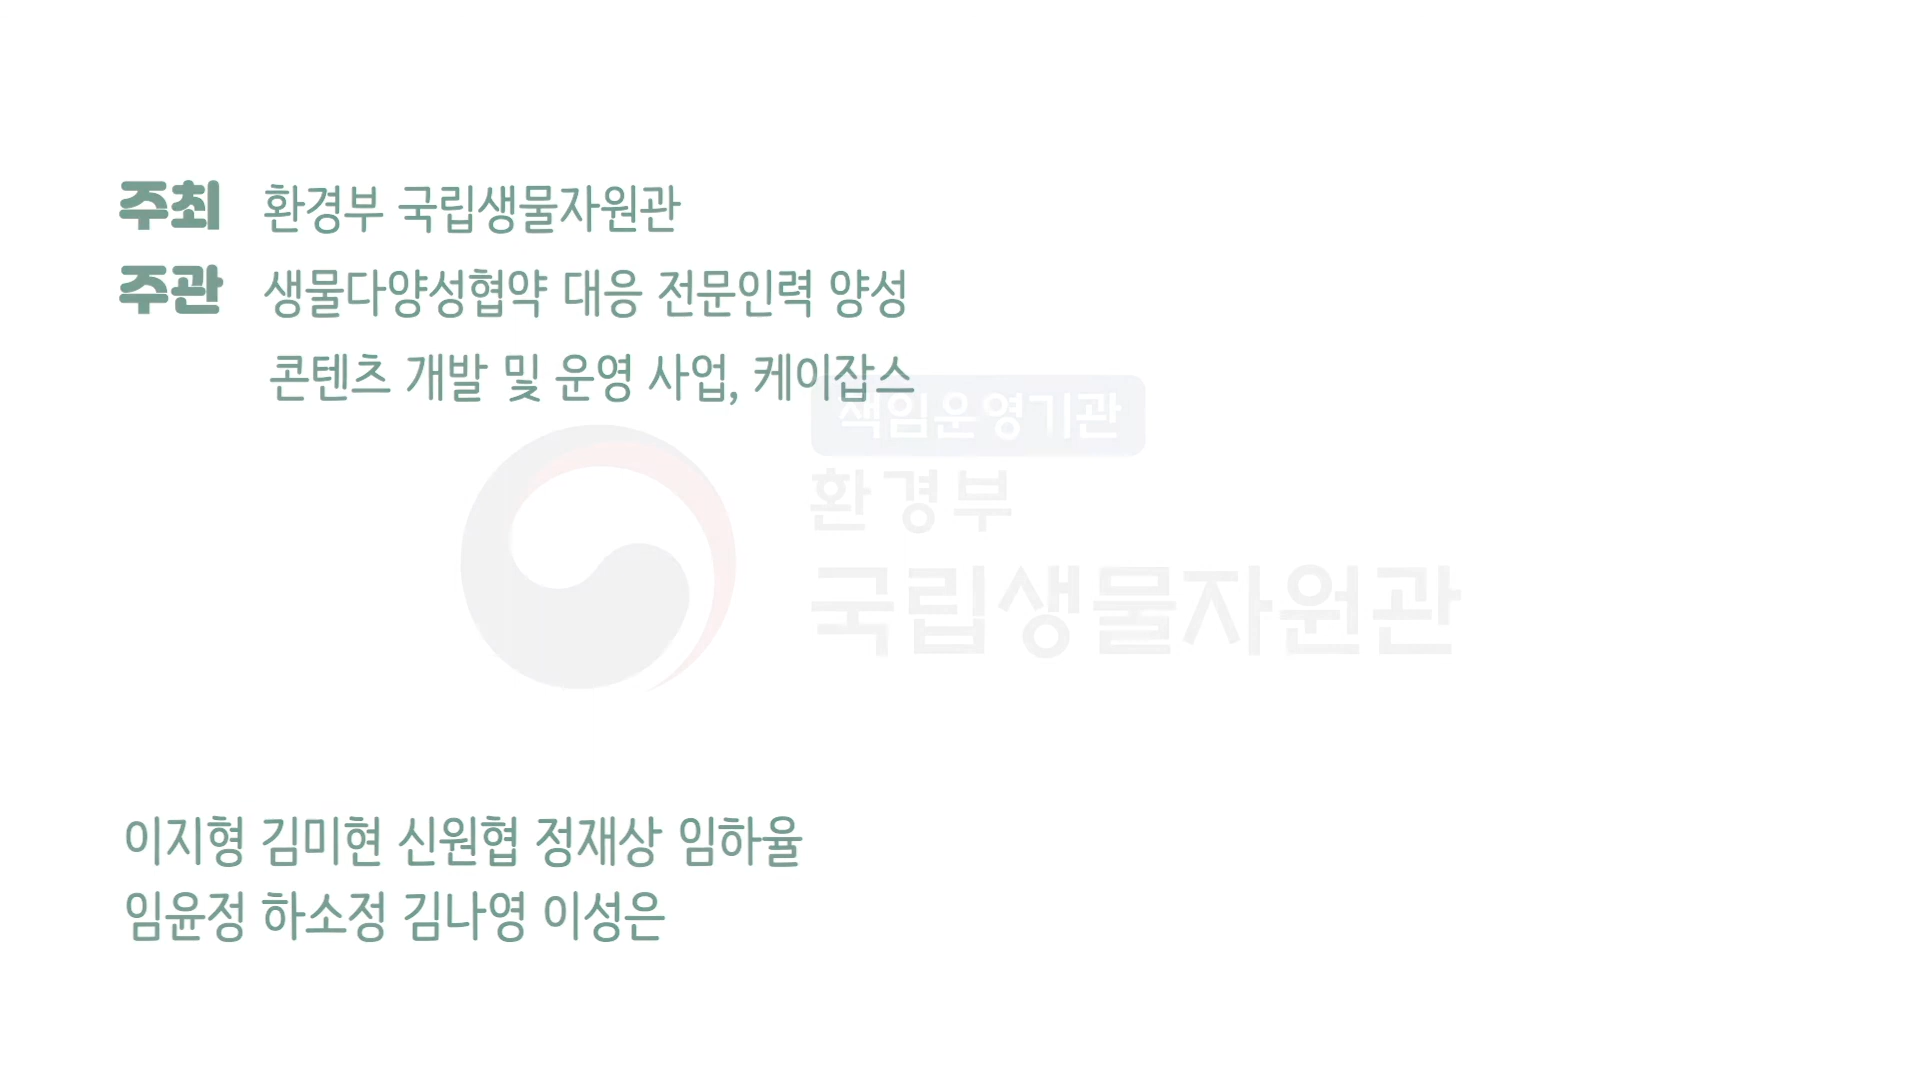 주최 환경부 국립생물자원관
주관 생물다양성협약 대응 전문인력 양성
콘텐츠 개발 및 운영 사업, 케이잡스
책임운영기관
환경부
국립생물자원관
이지형 김미현 신원협 정재상 임하율
임윤정 하소정 김나영 이성은